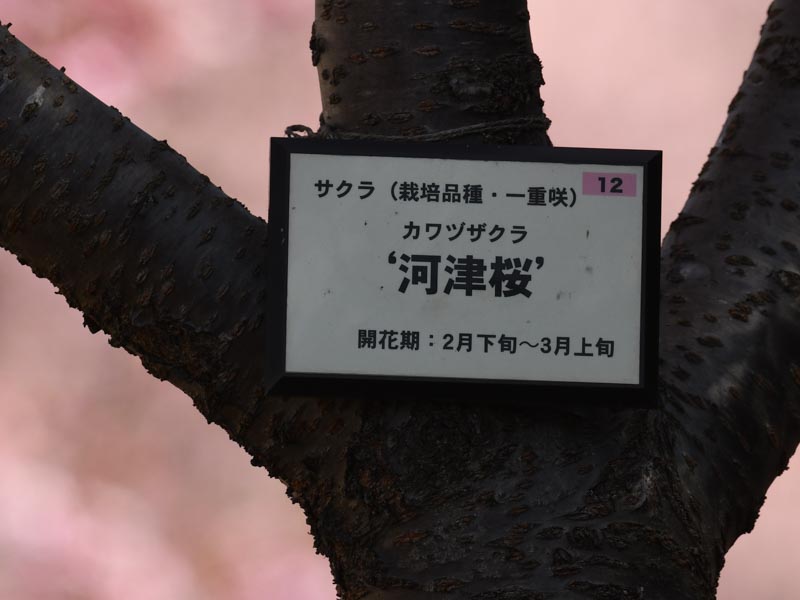 サクラ（栽培品種・一重咲）
12
カワヅザクラ
‘河津桜’
開花期：2月下旬～3月上旬